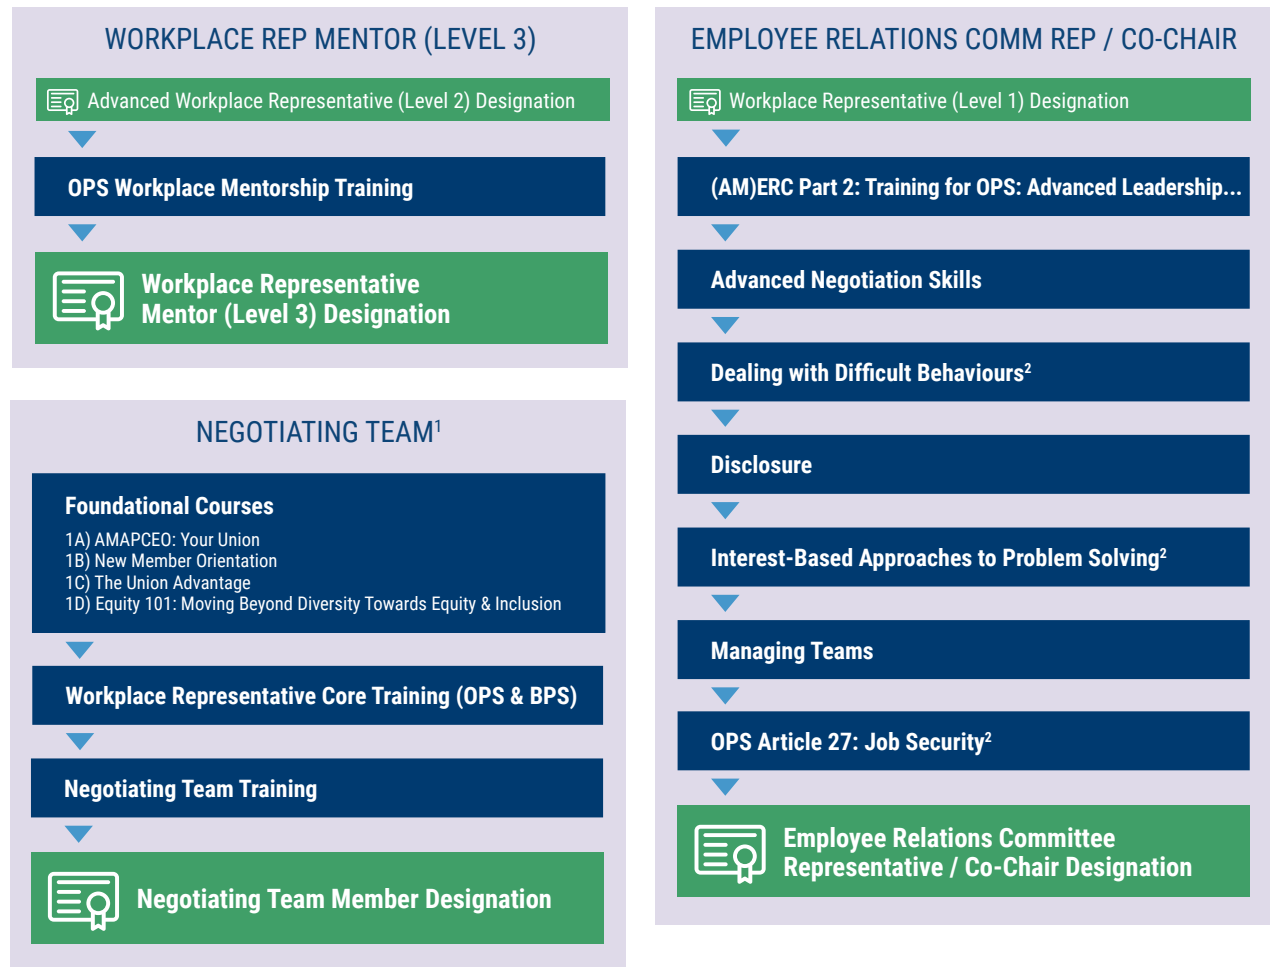 WORKPLACE REP MENTOR (LEVEL 3)
Advanced Workplace Representative (Level 2) Designation
OPS Workplace Mentorship Training
Workplace Representative
Mentor (Level 3) Designation
NEGOTIATING TEAM¹
Foundational Courses
1A) AMAPCEO: Your Union
1B) New Member Orientation
1C) The Union Advantage
1D) Equity 101: Moving Beyond Diversity Towards Equity & Inclusion
Workplace Representative Core Training (OPS & BPS)
Negotiating Team Training
Negotiating Team Member Designation
EMPLOYEE RELATIONS COMM REP / CO-CHAIR
Workplace Representative (Level 1) Designation
(AM)ERC Part 2: Training for OPS: Advanced Leadership...
Advanced Negotiation Skills
Dealing with Difficult Behaviours²
Disclosure
Interest-Based Approaches to Problem Solving²
Managing Teams
OPS Article 27: Job Security²
Employee Relations Committee
Representative / Co-Chair Designation